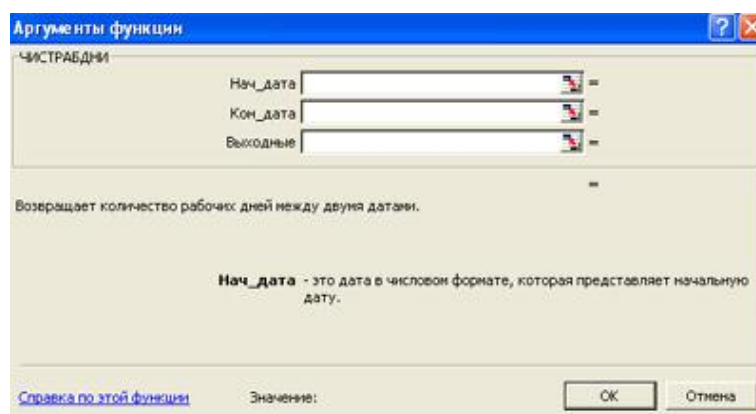 Аргументы функции
ЧИСТРАБДНИ
Нач_дата =
Кон_дата =
Выходные =
=
Возвращает количество рабочих дней между двумя датами.
Нач_дата - это дата в числовом формате, которая представляет начальную
дату.
Справка по этой функции Значение: ОК Отмена